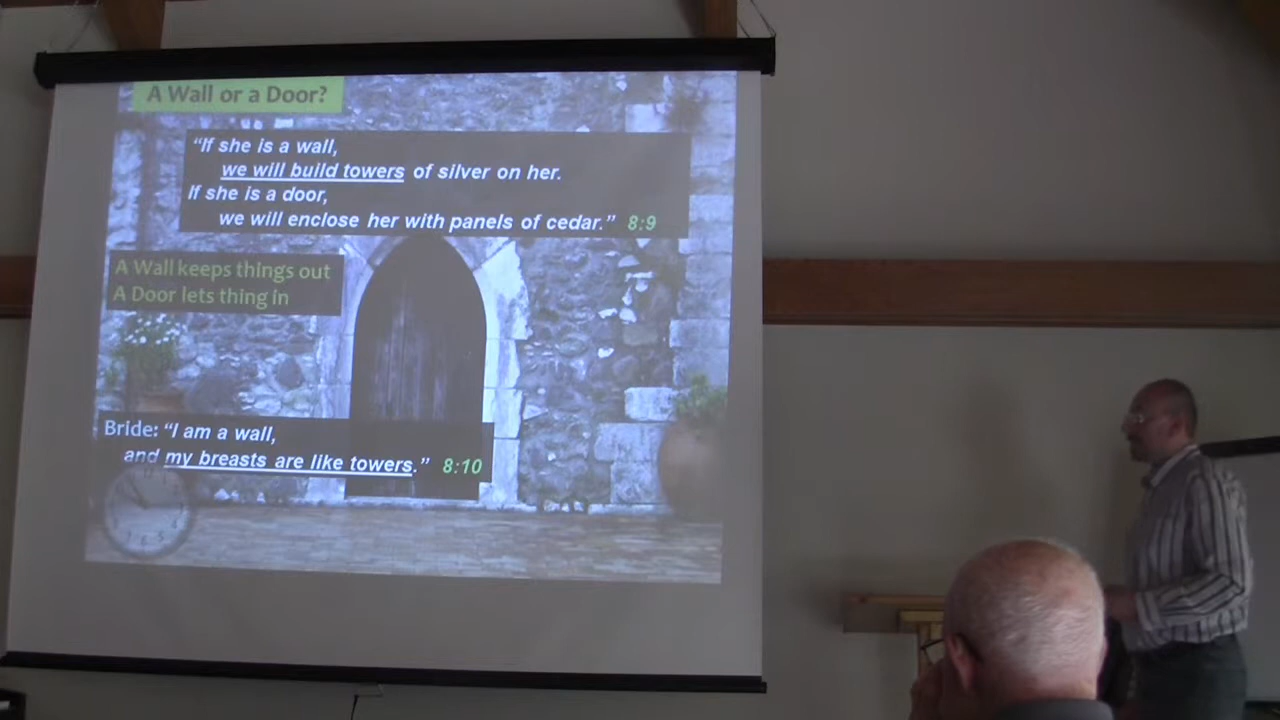 A Wall or a Door?
“If she is a wall,
we will build towers of silver on her.
If she is a door,
we will enclose her with panels of cedar.” 8:9
A Wall keeps things out
A Door lets thing in
Bride: “I am a wall,
and my breasts are like towers.” 8:10